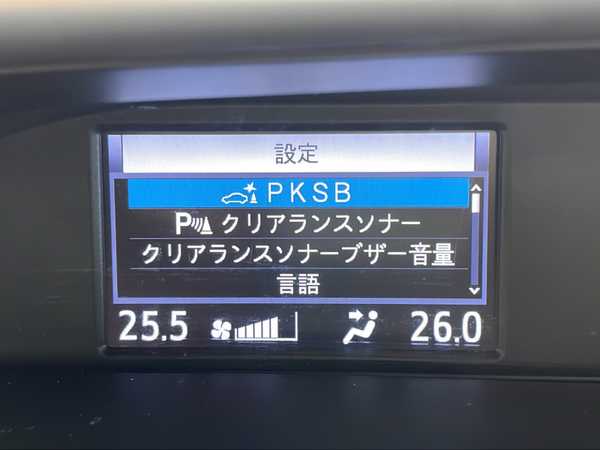 設定
PKSB
P クリアランスソナー
クリアランスソナーブザー音量
言語
25.5 26.0